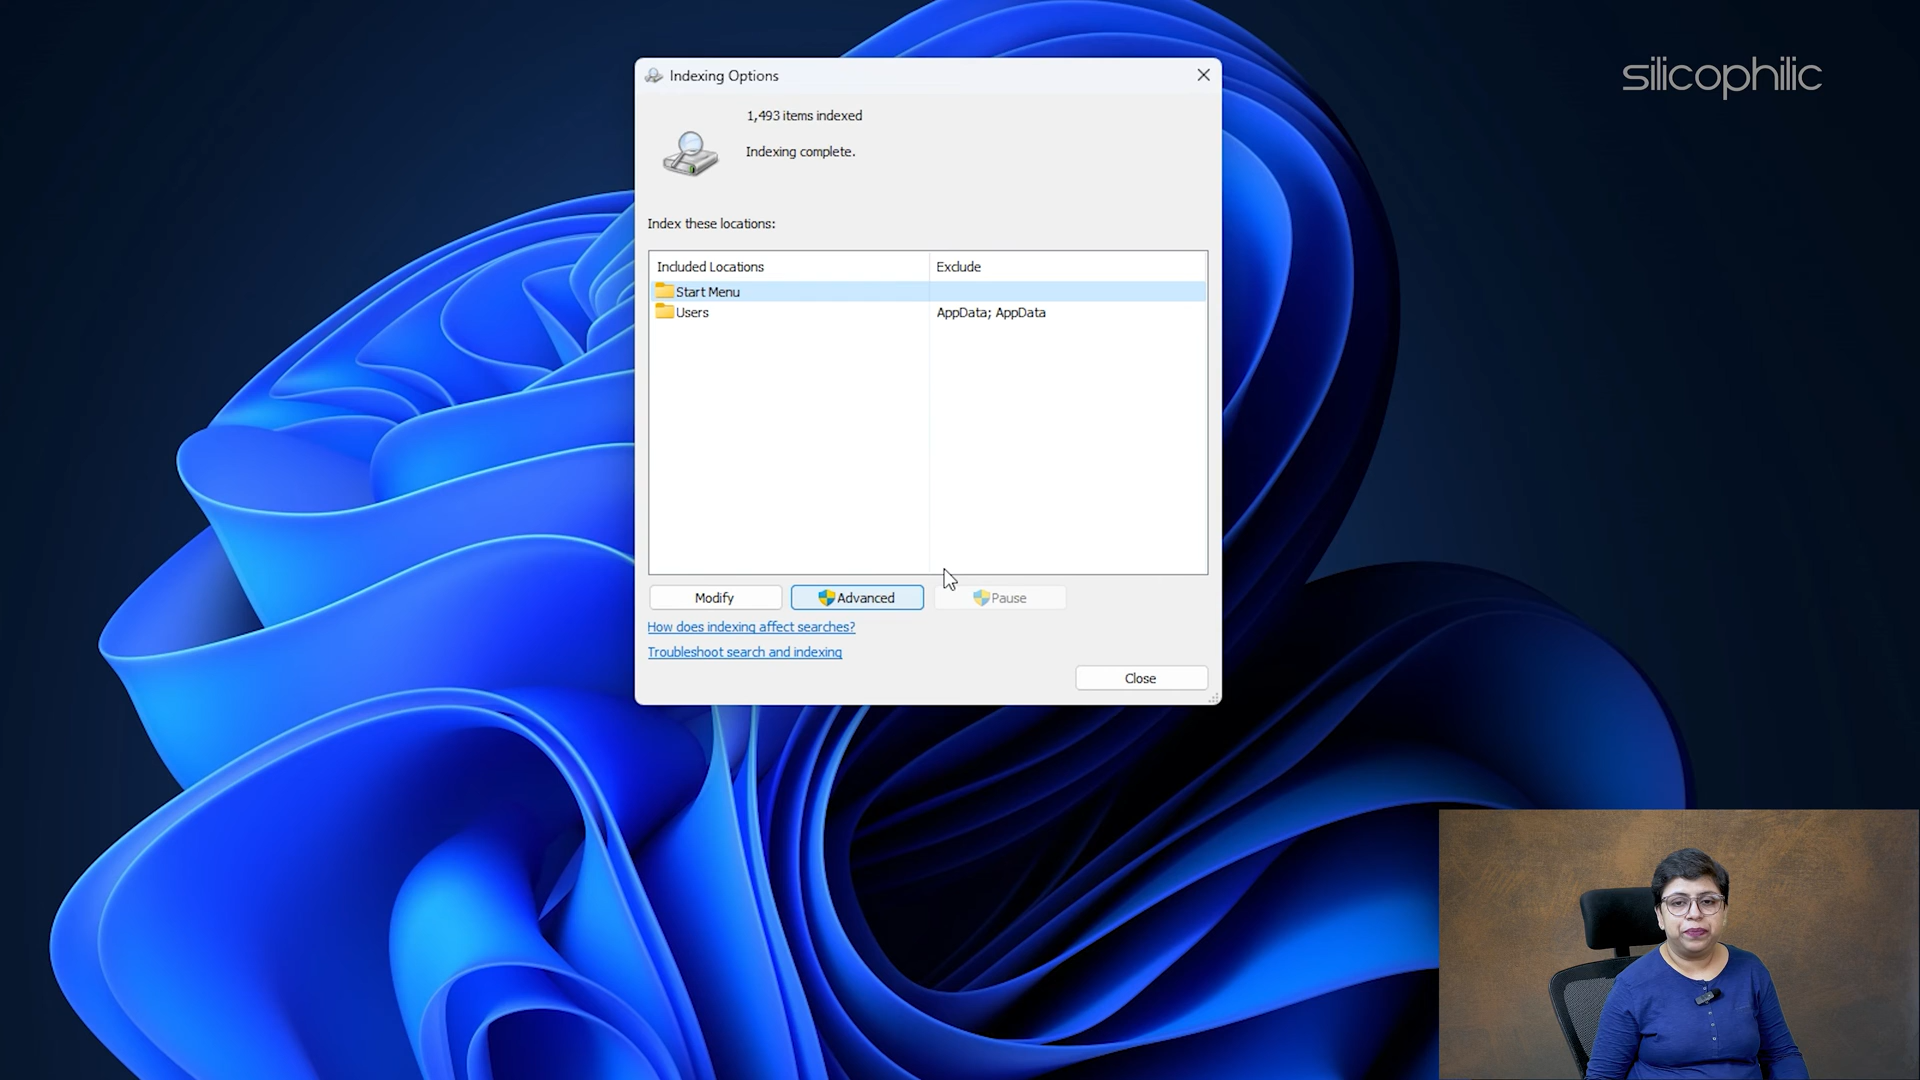 silicophilic
Indexing Options
1,493 items indexed
Indexing complete.
Index these locations:
Included Locations Exclude
Start Menu
Users AppData; AppData
Modify Advanced Pause
How does indexing affect searches?
Troubleshoot search and indexing
Close